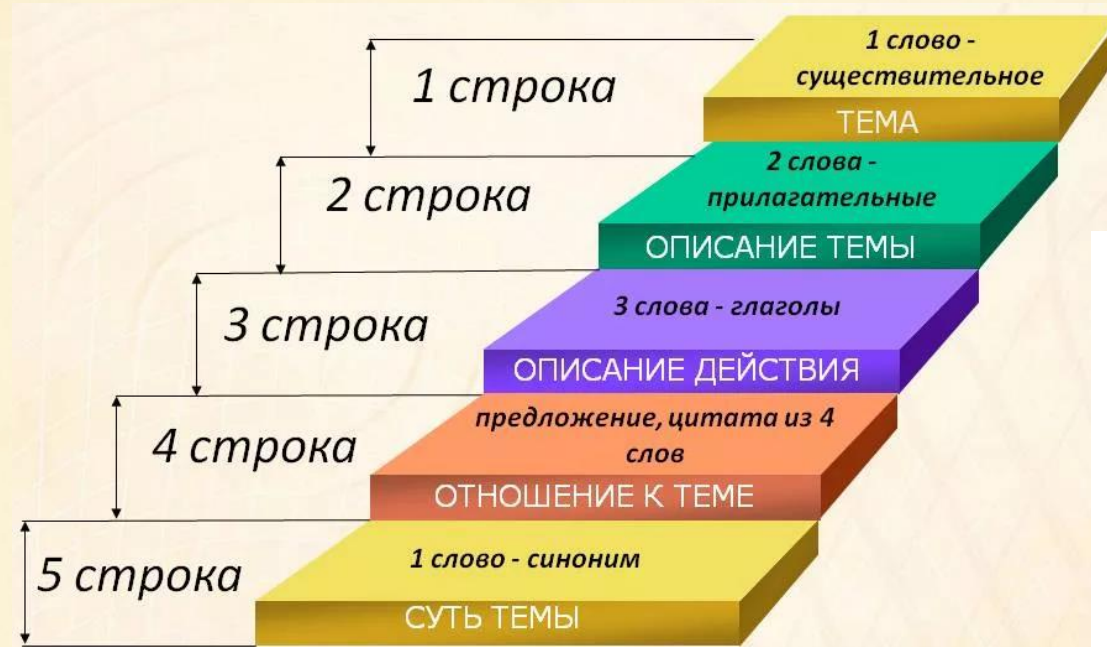 1 строка
1 слово -
существительное
ТЕМА
2 строка
2 слова -
прилагательные
ОПИСАНИЕ ТЕМЫ
3 строка
3 слова - глаголы
ОПИСАНИЕ ДЕЙСТВИЯ
4 строка
предложение, цитата из 4
слов
ОТНОШЕНИЕ К ТЕМЕ
5 строка
1 слово - синоним
СУТЬ ТЕМЫ